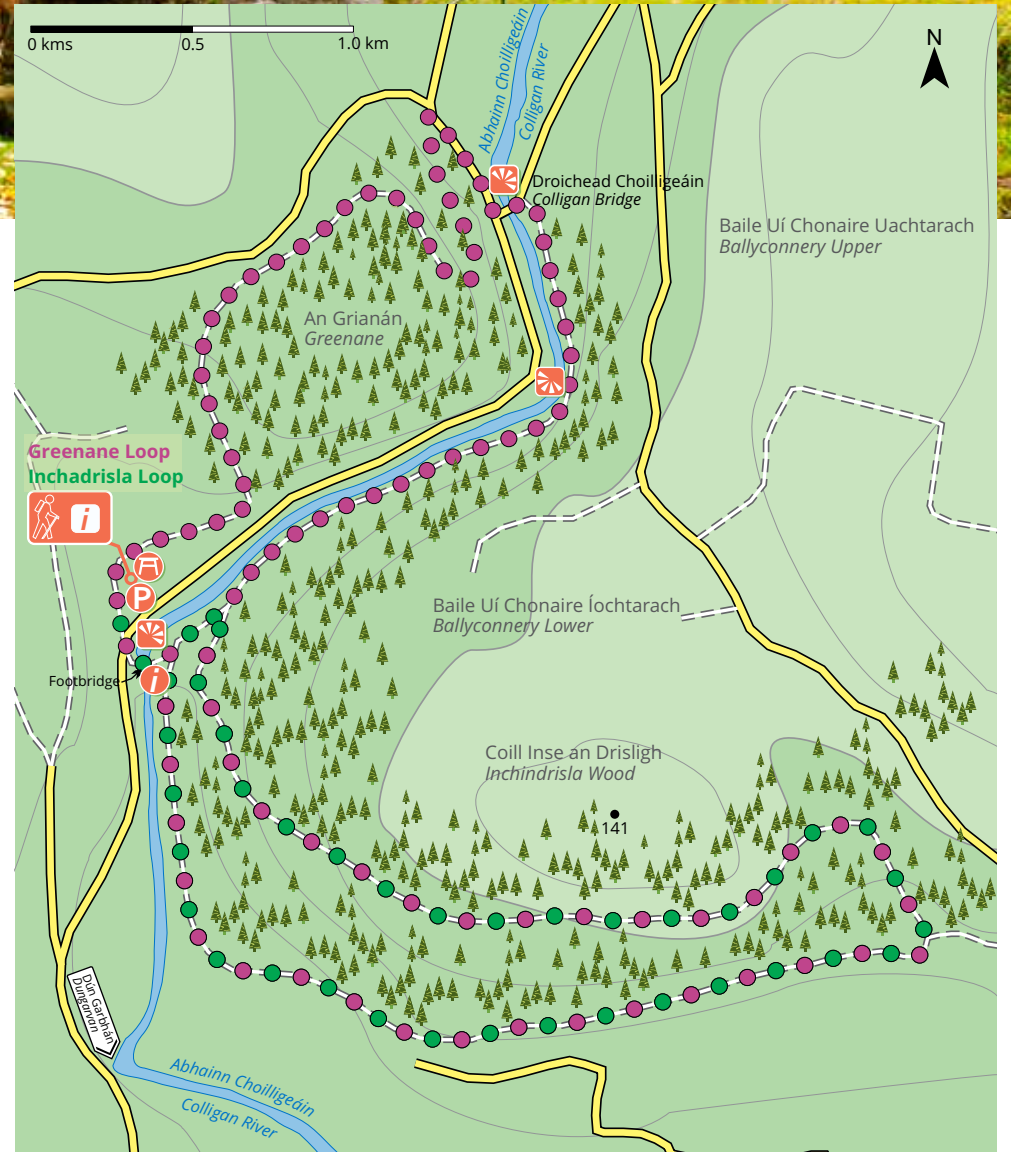 0 kms
0.5
1.0 km
N
Abhainn Choilligeáin
Colligan River
Droichead Choilligeáin
Colligan Bridge
Baile Uí Chonaire Uachtarach
Ballyconnery Upper
An Grianán
Greenane
Greenane Loop
Inchadrisla Loop
i
P
Footbridge
i
Baile Uí Chonaire Íochtarach
Ballyconnery Lower
Coill Inse an Drisligh
Inchindrisla Wood
141
Dún Garbhán
Dungarvan
Abhainn Choilligeáin
Colligan River